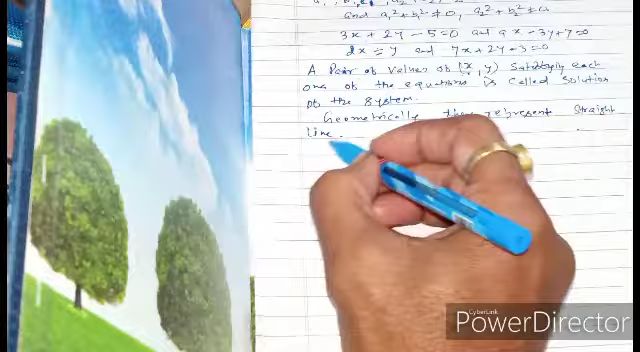 and a₁²+b₁² ≠ 0, a₂²+b₂² ≠ 0
3x + 2y - 5 = 0 and 9x - 3y + 7 = 0
2x = y and 7x + 2y - 3 = 0
A Pair of values of (x, y) Satisfying each
one of the equations is Called Solution
of the System.
Geometrically they represent Straight
line.
CyberLink
PowerDirector